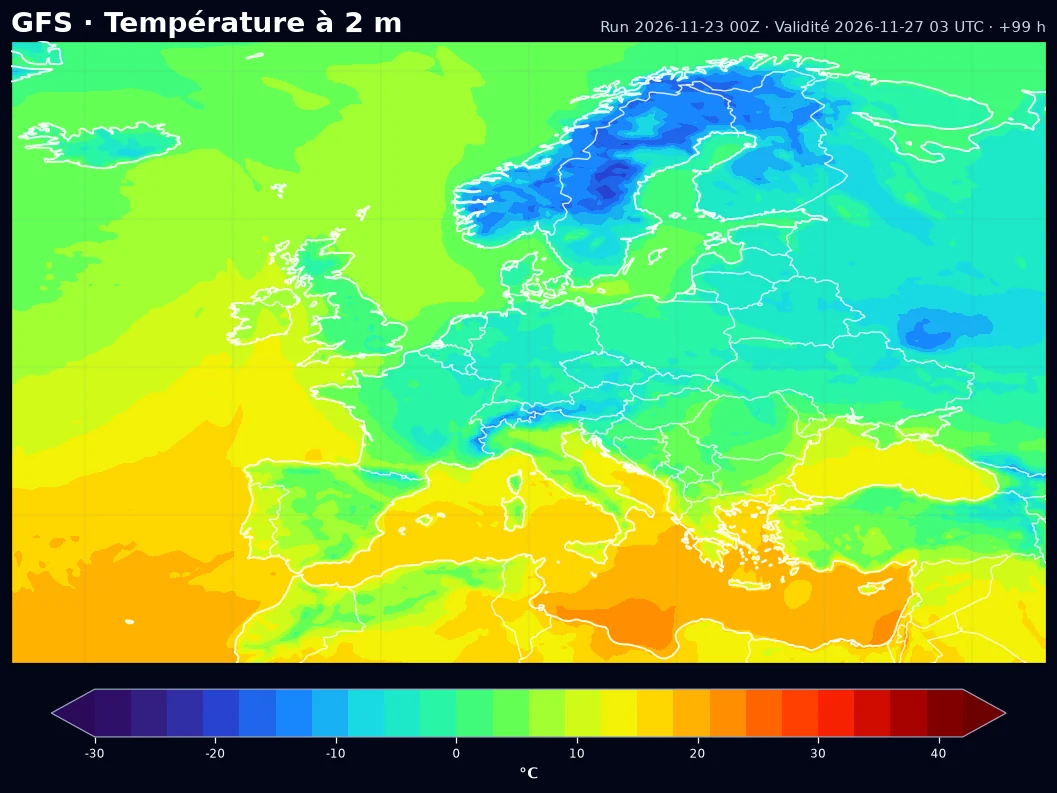 GFS · Température à 2 m
Run 2026-11-23 00Z · Validité 2026-11-27 03 UTC · +99 h
-30 -20 -10 0 10 20 30 40
°C